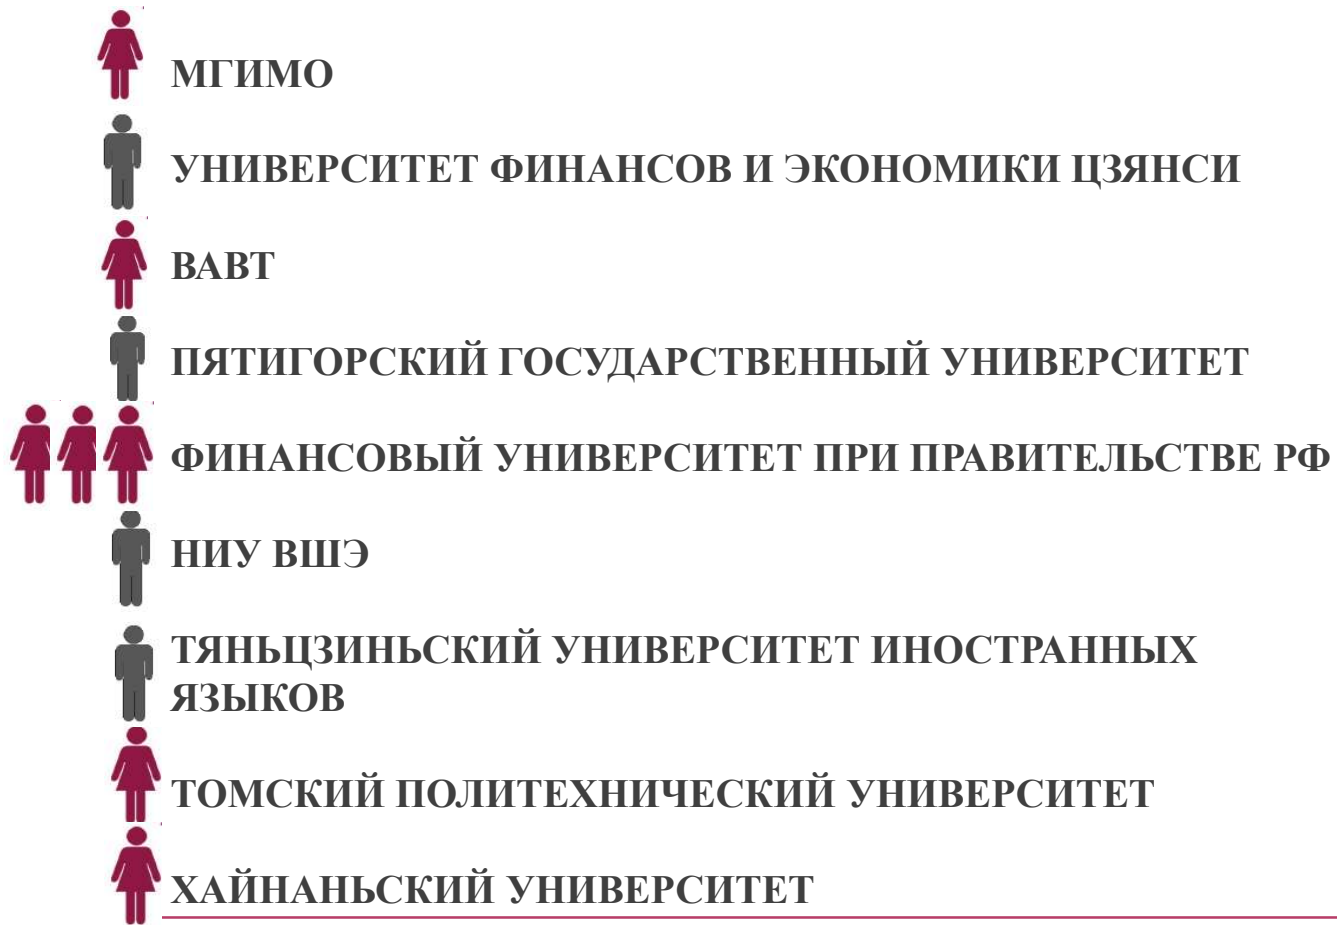 МГИМО
УНИВЕРСИТЕТ ФИНАНСОВ И ЭКОНОМИКИ ЦЗЯНСИ
ВАВТ
ПЯТИГОРСКИЙ ГОСУДАРСТВЕННЫЙ УНИВЕРСИТЕТ
ФИНАНСОВЫЙ УНИВЕРСИТЕТ ПРИ ПРАВИТЕЛЬСТВЕ РФ
НИУ ВШЭ
ТЯНЬЦЗИНЬСКИЙ УНИВЕРСИТЕТ ИНОСТРАННЫХ
ЯЗЫКОВ
ТОМСКИЙ ПОЛИТЕХНИЧЕСКИЙ УНИВЕРСИТЕТ
ХАЙНАНЬСКИЙ УНИВЕРСИТЕТ